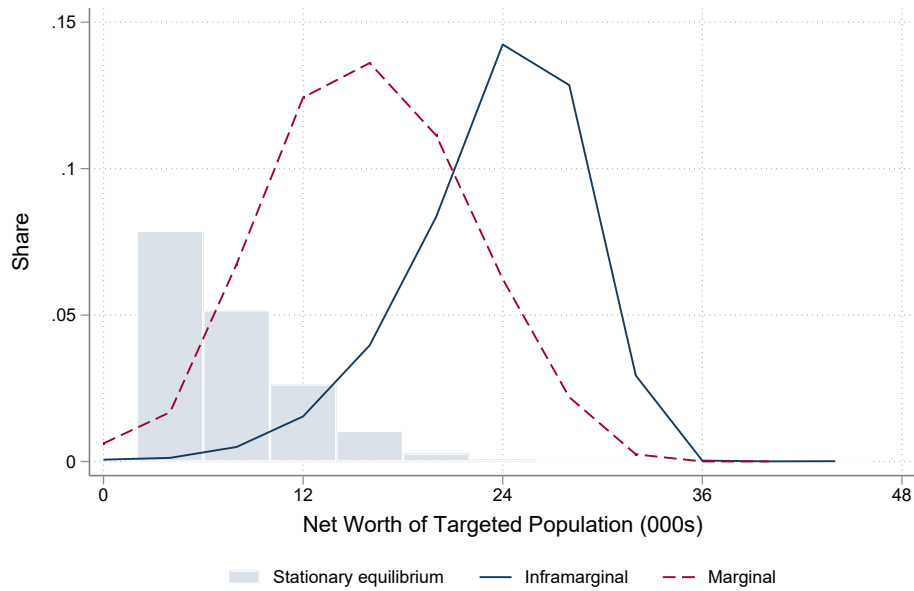 .15
.1
.05
0
Share
0 12 24 36 48
Net Worth of Targeted Population (000s)
Stationary equilibrium Inframarginal Marginal